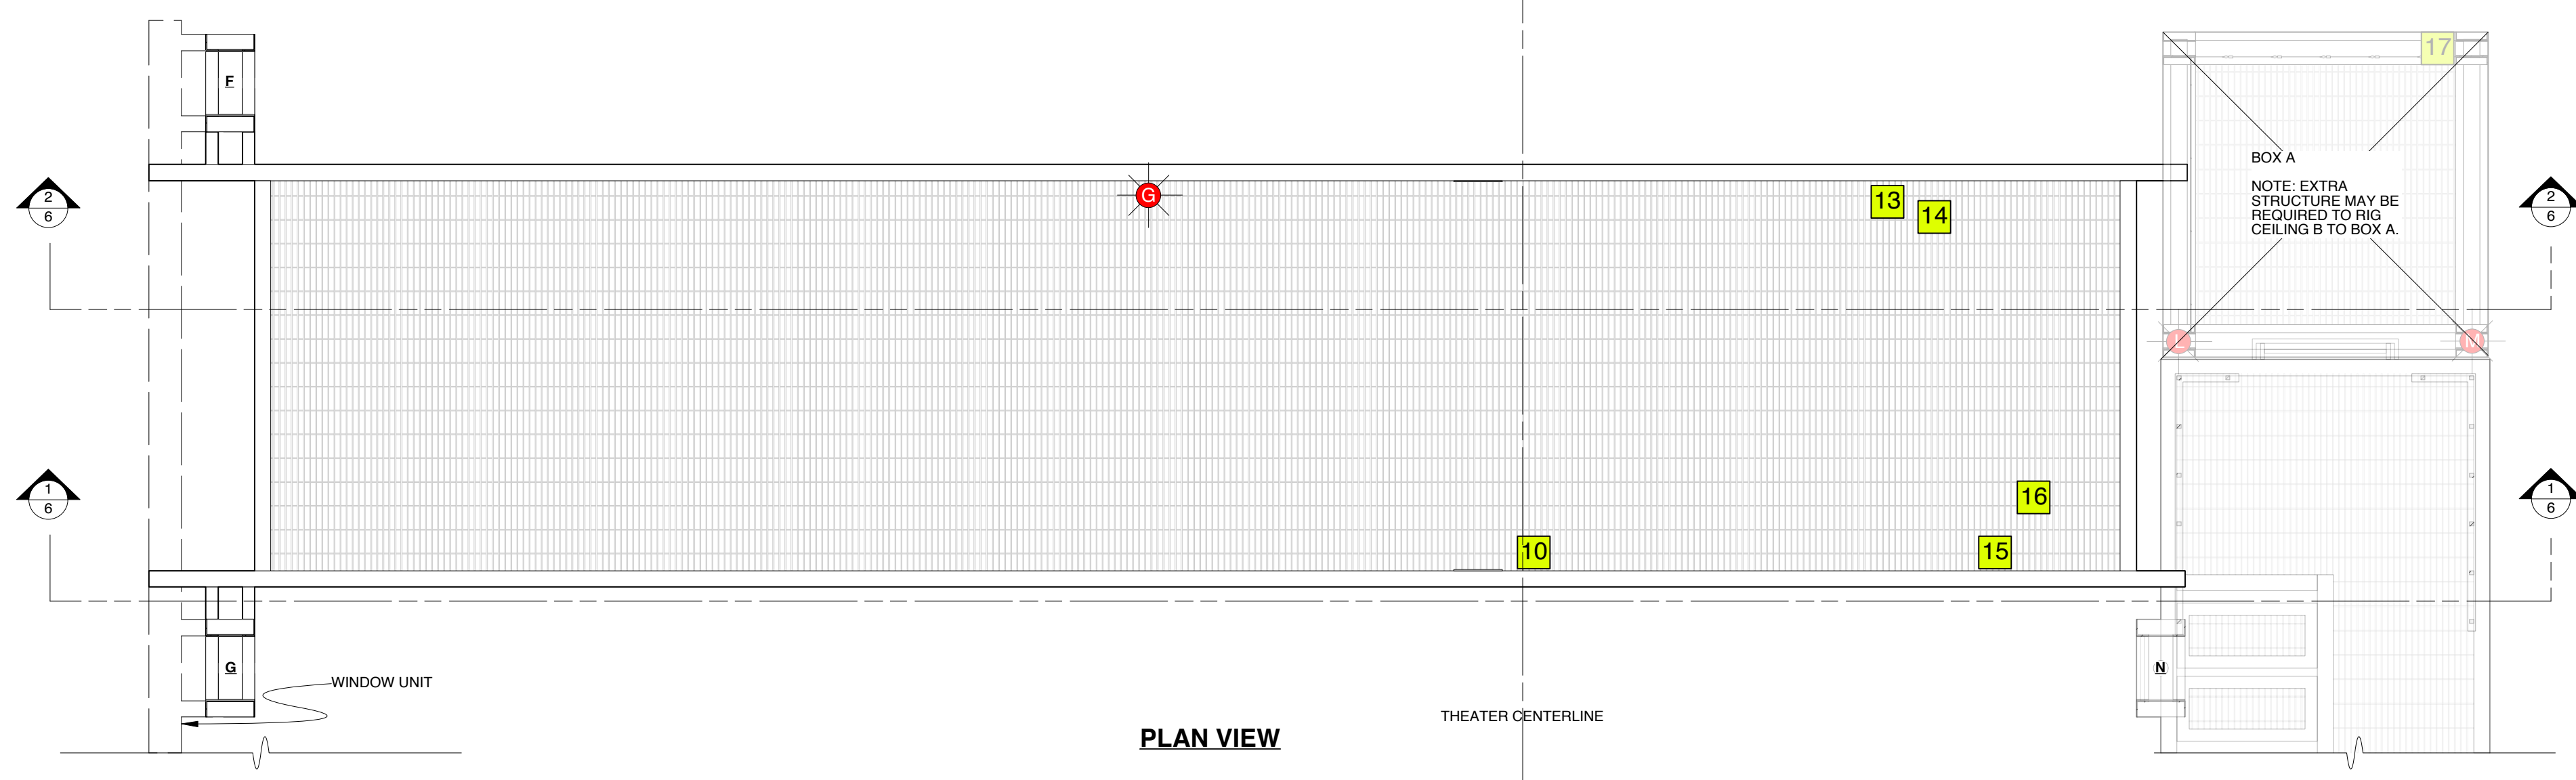 F
17
BOX A
NOTE: EXTRA
STRUCTURE MAY BE
REQUIRED TO RIG
CEILING B TO BOX A.
2
6
G
13
14
2
6
L
M
1
6
16
1
6
10
15
G
WINDOW UNIT
N
THEATER CENTERLINE
PLAN VIEW